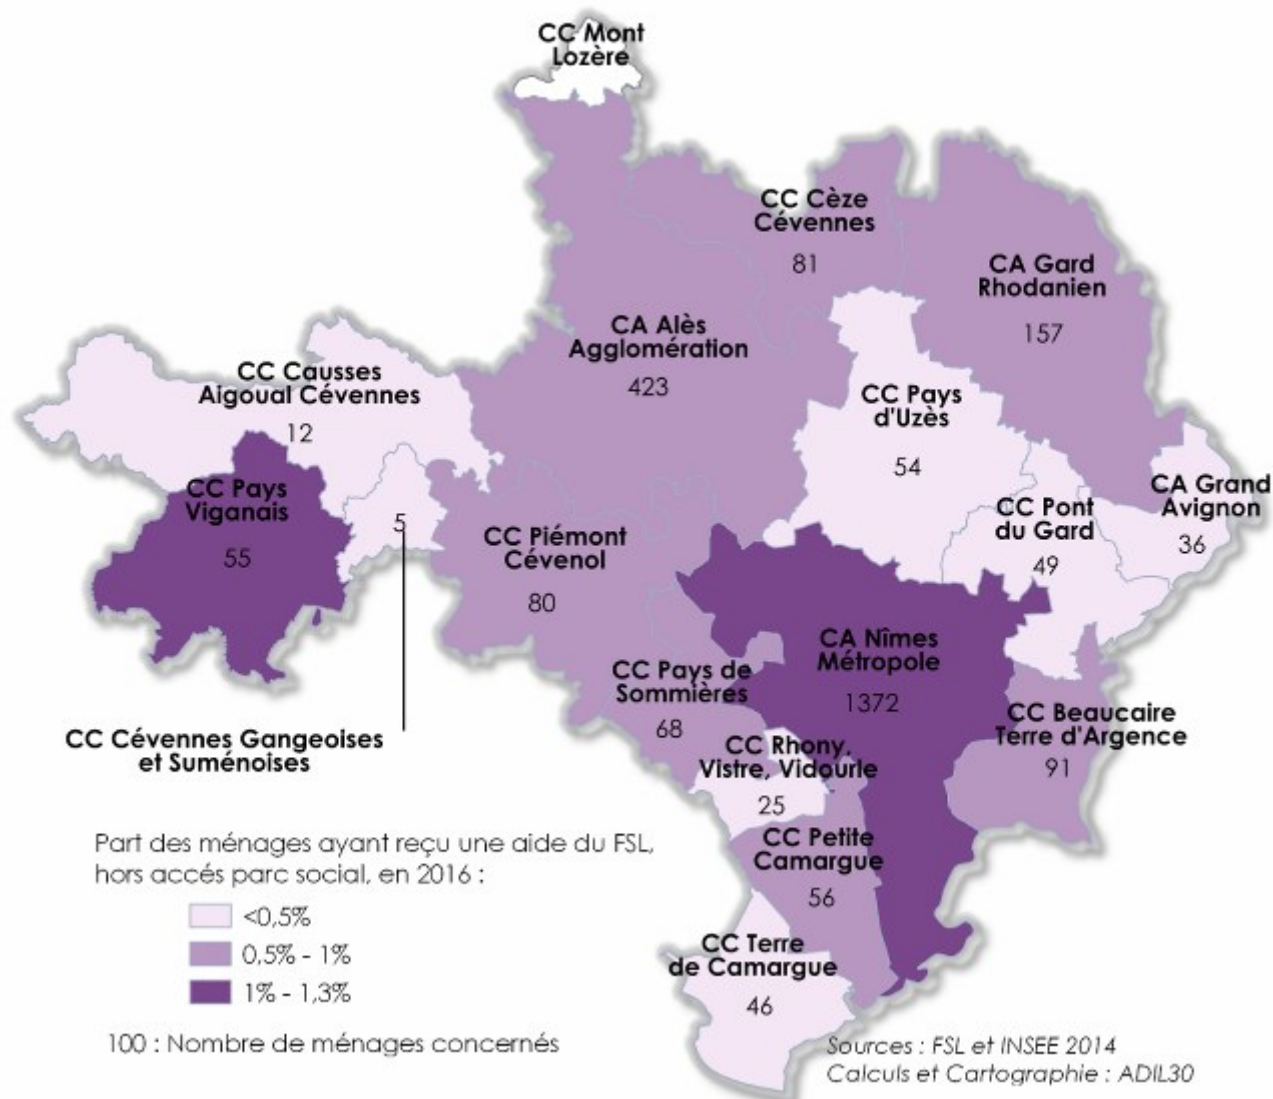 CC Mont
Lozère
CC Cèze
Cévennes
81
CA Gard
Rhodanien
157
CA Alès
Agglomération
423
CC Causses
Aigoual Cévennes
12
CC Pays
d'Uzès
54
CC Pays
Viganais
55
5
CC Piémont
Cévenol
80
CC Pont
du Gard
49
CA Grand
Avignon
36
CA Nîmes
Métropole
1372
CC Pays de
Sommières
68
CC Cévennes Gangeoises
et Suménoises
CC Beaucaire
Terre d'Argence
91
CC Rhony,
Vistre, Vidourle
25
CC Petite
Camargue
56
CC Terre
de Camargue
46
Part des ménages ayant reçu une aide du FSL,
hors accés parc social, en 2016 :
<0,5%
0,5% - 1%
1% - 1,3%
100 : Nombre de ménages concernés
Sources : FSL et INSEE 2014
Calculs et Cartographie : ADIL30